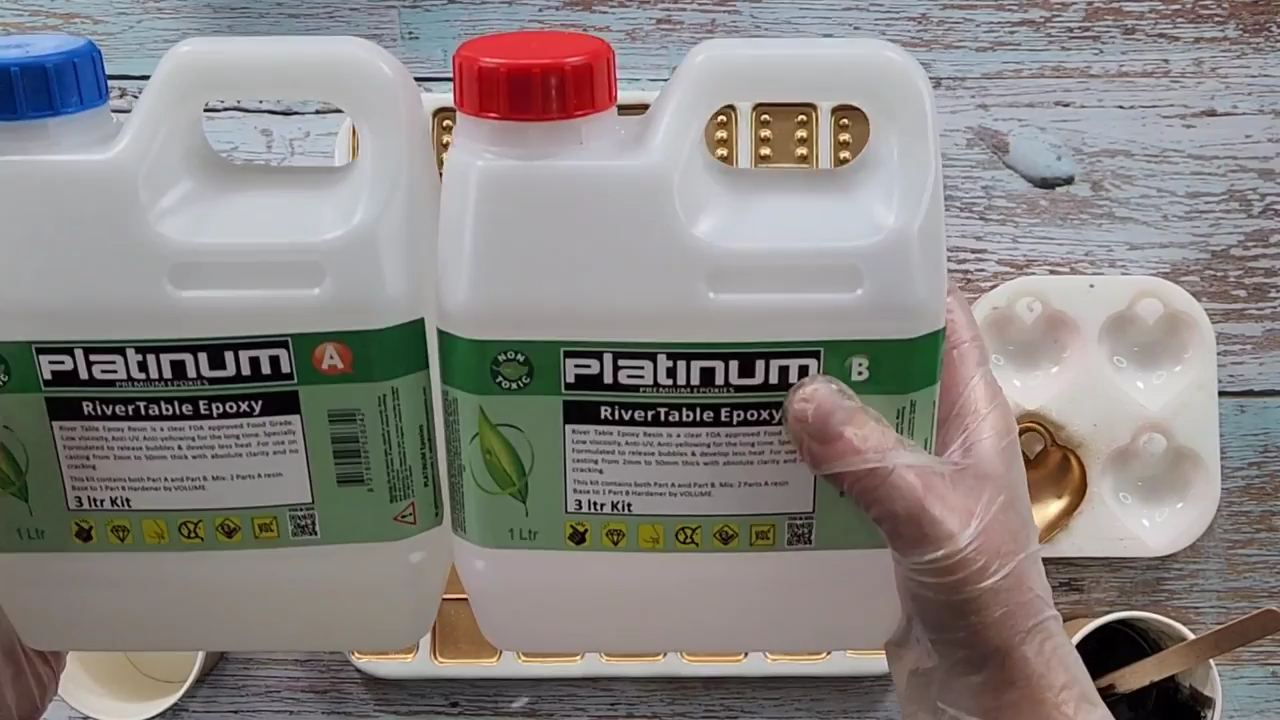 platinum A
PREMIUM EPOXIES
RiverTable Epoxy
River Table Epoxy Resin is a clear FDA approved Food Grade.
Low viscosity, Anti-UV, Anti-yellowing for the long time. Specially
Formulated to release bubbles & develop less heat. For use on
casting from 2mm to 50mm thick with absolute clarity and no
cracking.
This kit contains both Part A and Part B. Mix: 2 Parts A resin
Base to 1 Part B Hardener by VOLUME.
3 ltr Kit
1 Ltr
VOC
NON
TOXIC
platinum B
PREMIUM EPOXIES
RiverTable Epoxy
River Table Epoxy Resin is a clear FDA approved Food
Low viscosity, Anti-UV, Anti-yellowing for the long time.
Formulated to release bubbles & develop less heat. For use
casting from 2mm to 50mm thick with absolute clarity and
cracking.
This kit contains both Part A and Part B. Mix: 2 Parts A resin
Base to 1 Part B Hardener by VOLUME.
3 ltr Kit
1 Ltr
VOC